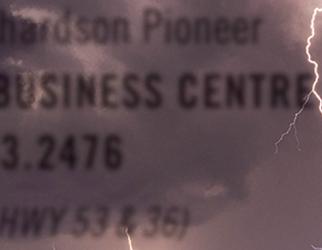 hardson Pioneer
BUSINESS CENTRE
3.2476
HWY 53 & 36)